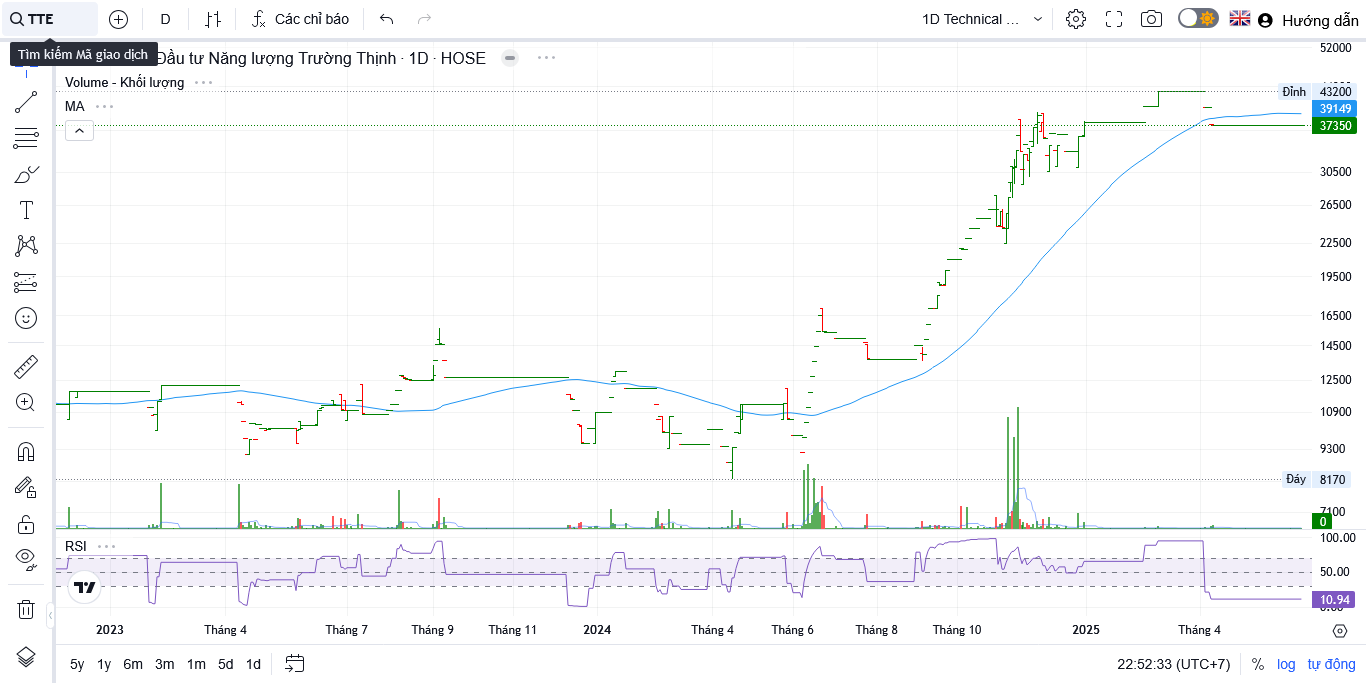 TTE
D
Các chỉ báo
1D Technical ...
Hướng dẫn
Tìm kiếm Mã giao dịch
Đầu tư Năng lượng Trường Thịnh · 1D · HOSE
Volume - Khối lượng
MA
52000
Đỉnh 43200
39149
37350
30500
26500
22500
19500
16500
14500
12500
10900
9300
Đáy 8170
7100
0
RSI
100.00
50.00
10.94
0.00
2023 Tháng 4 Tháng 7 Tháng 9 Tháng 11 2024 Tháng 4 Tháng 6 Tháng 8 Tháng 10 2025 Tháng 4
5y 1y 6m 3m 1m 5d 1d
22:52:33 (UTC+7) % log tự động